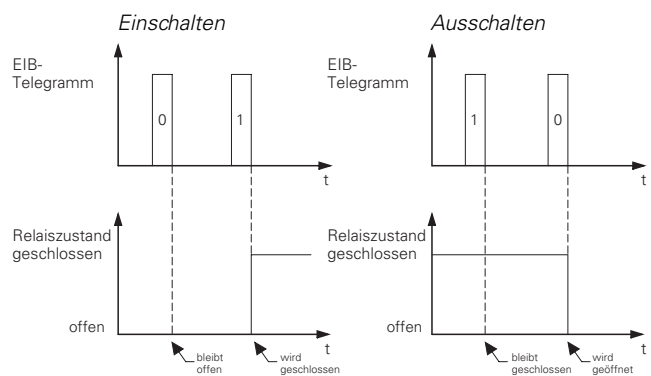 Einschalten
EIB-
Telegramm
0
1
t
Relaiszustand
geschlossen
offen
t
bleibt
offen
wird
geschlossen
Ausschalten
EIB-
Telegramm
1
0
t
Relaiszustand
geschlossen
offen
t
bleibt
geschlossen
wird
geöffnet